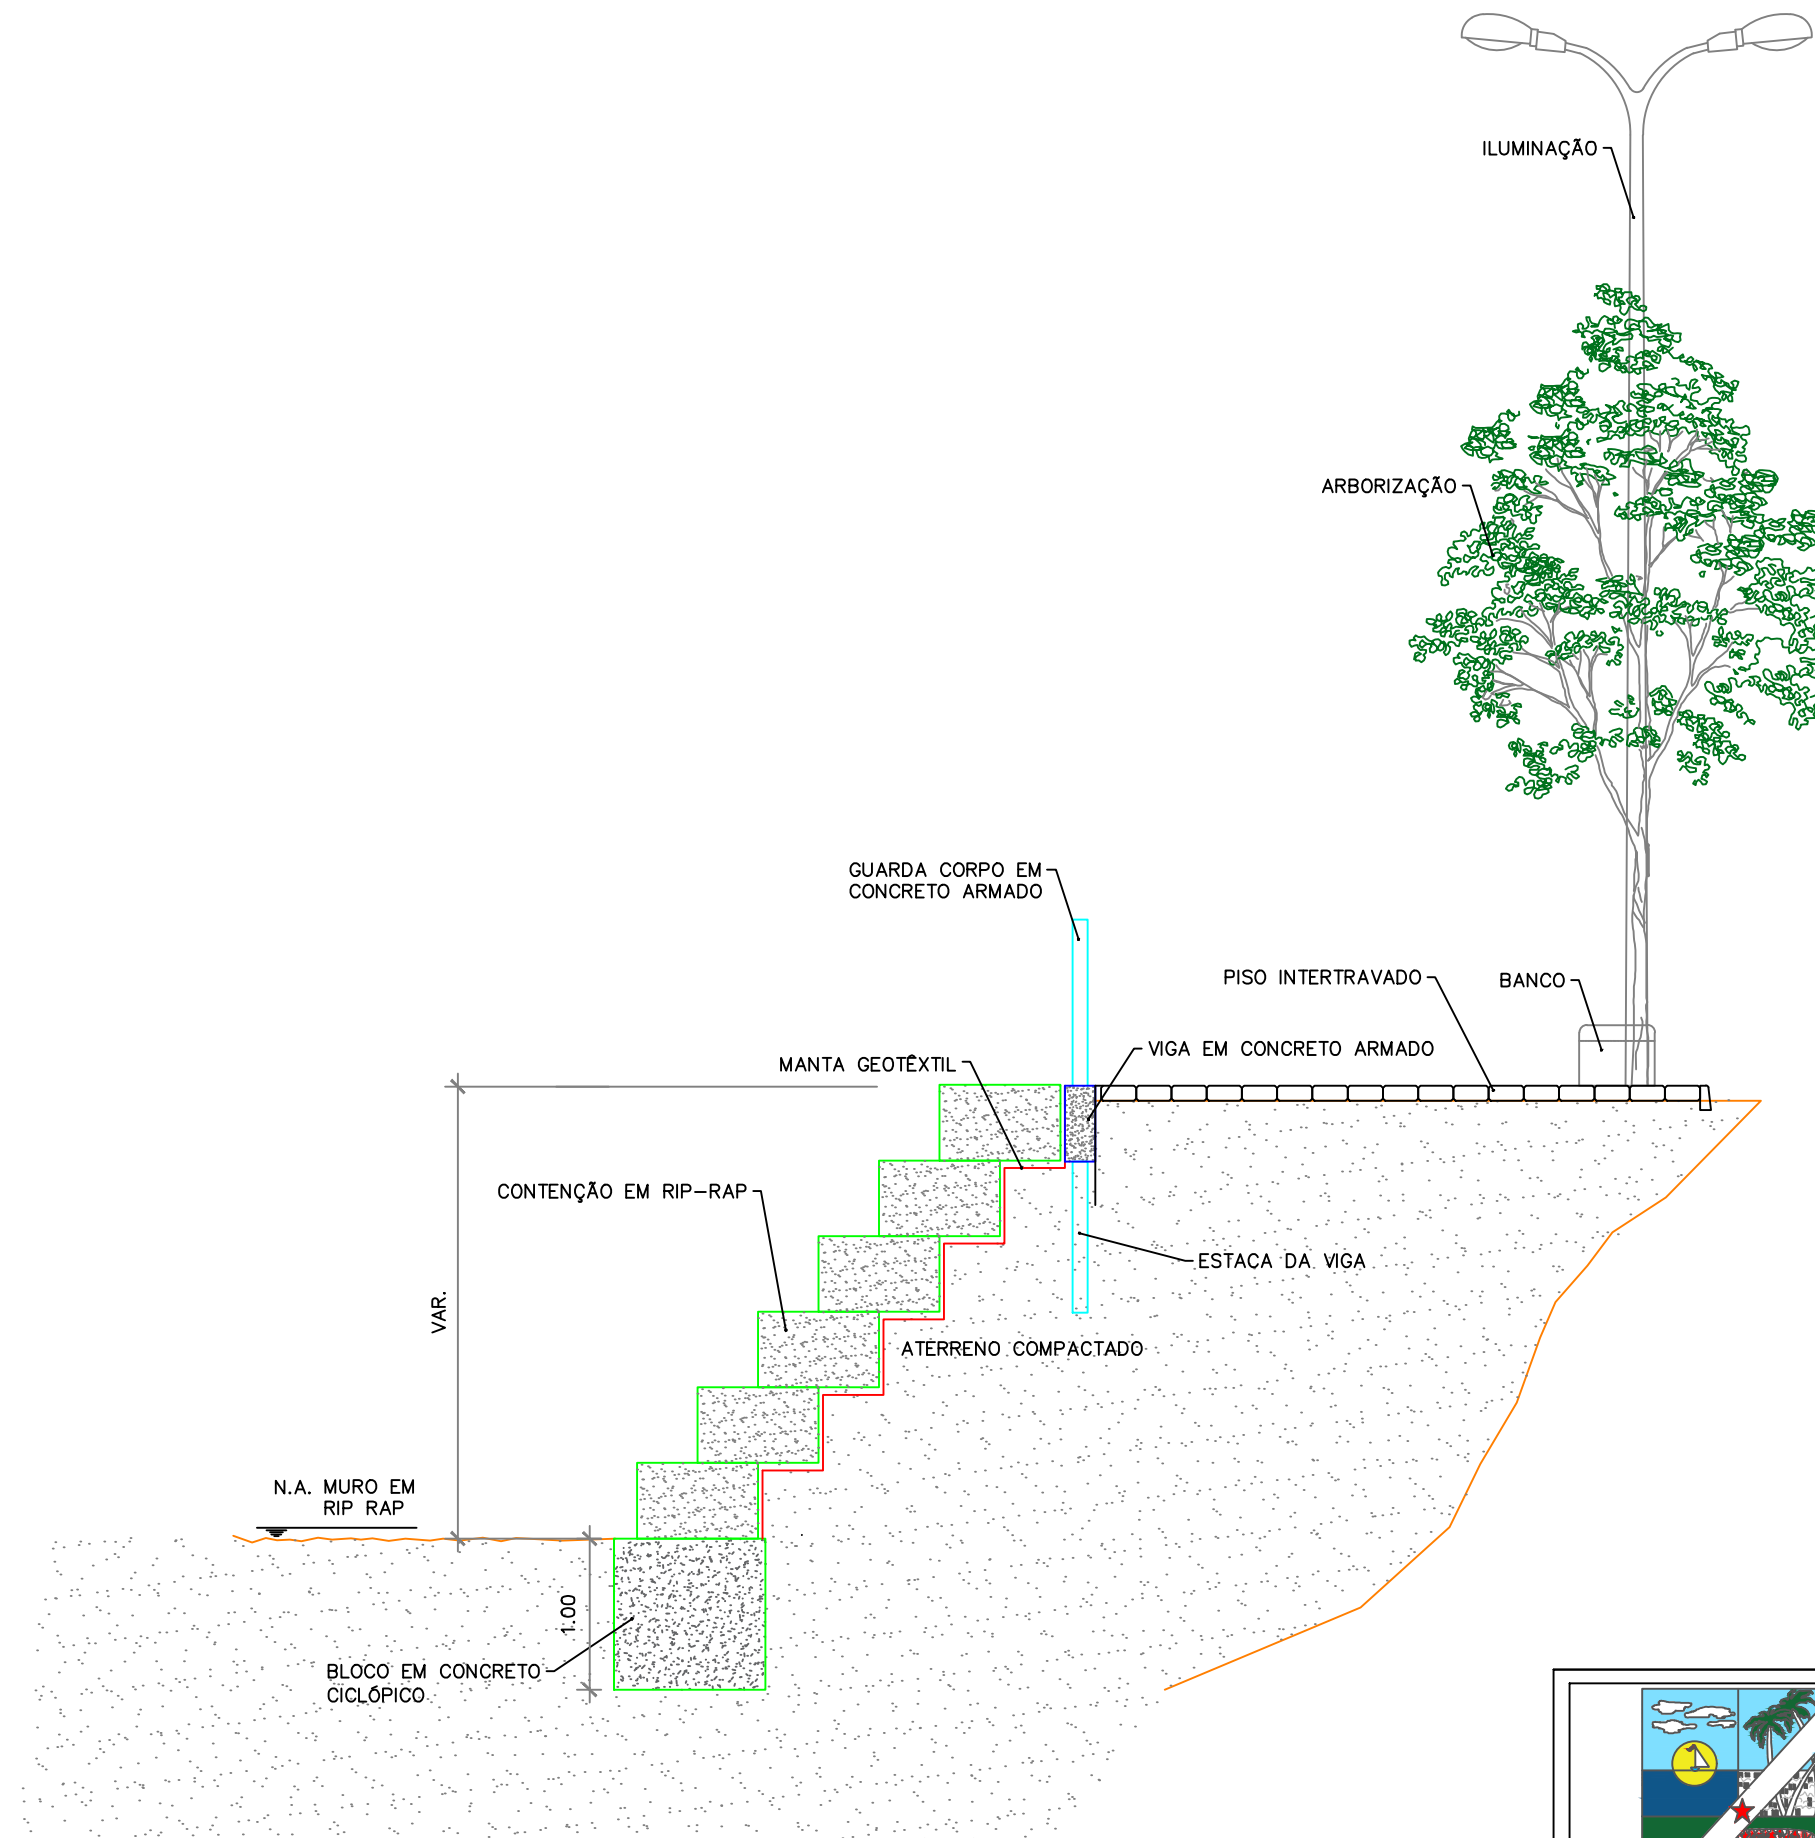 ILUMINAÇÃO
ARBORIZAÇÃO
GUARDA CORPO EM
CONCRETO ARMADO
PISO INTERTRAVADO
BANCO
VIGA EM CONCRETO ARMADO
MANTA GEOTÊXTIL
CONTENÇÃO EM RIP-RAP
ESTACA DA VIGA
VAR.
ATERRENO COMPACTADO
N.A. MURO EM
RIP RAP
1.00
BLOCO EM CONCRETO
CICLÓPICO